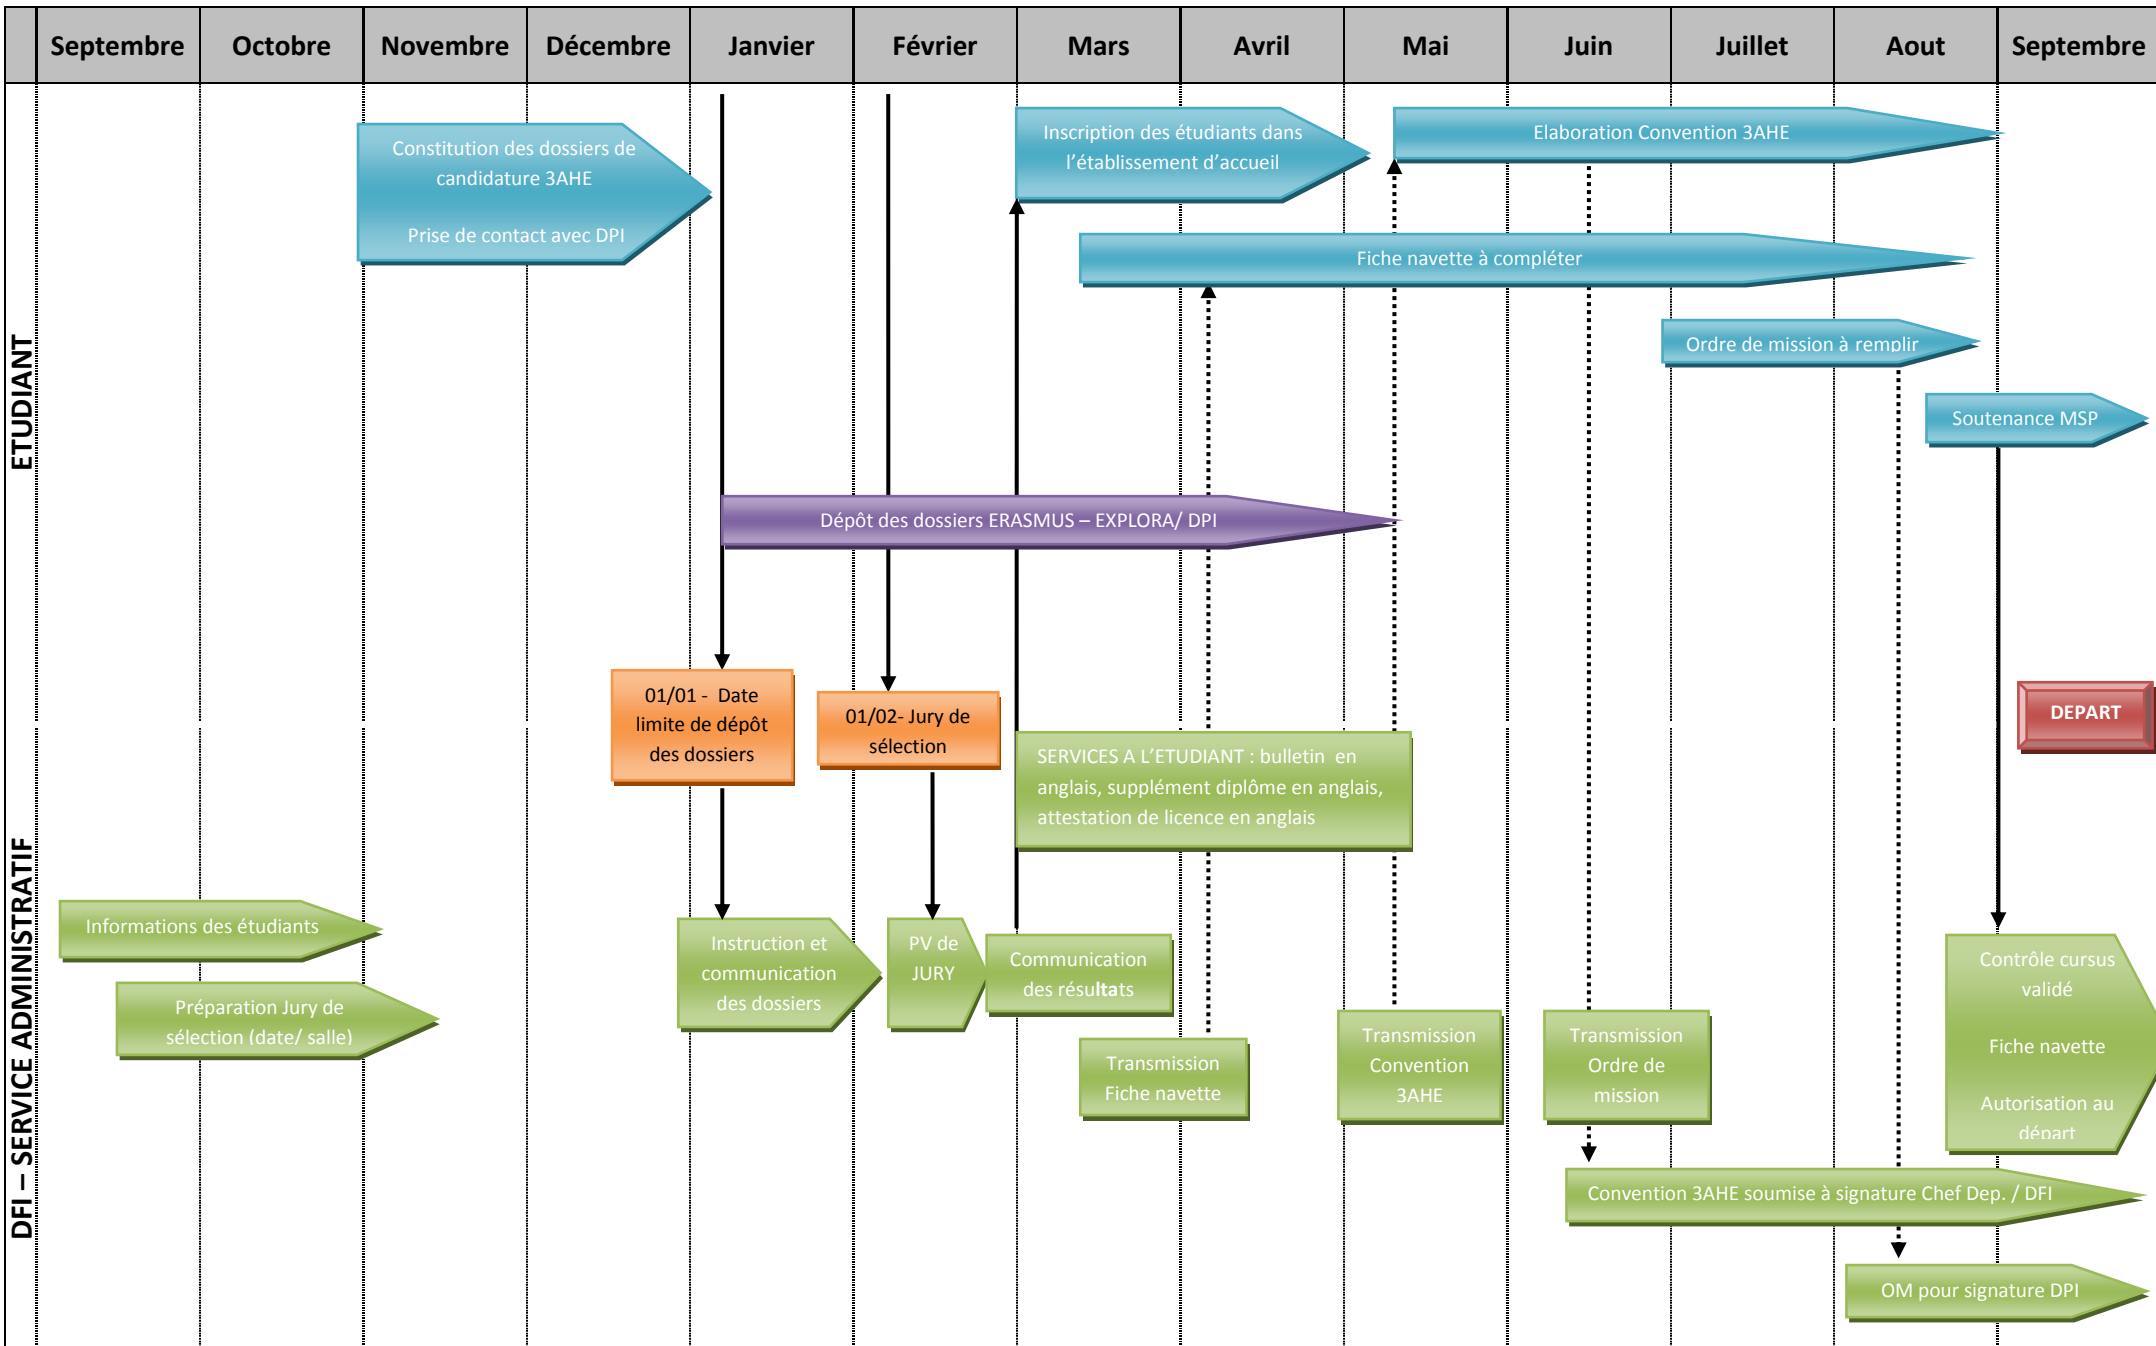 Septembre Octobre Novembre Décembre Janvier Février Mars Avril Mai Juin Juillet Aout Septembre
ETUDIANT
Constitution des dossiers de
candidature 3AHE
Prise de contact avec DPI
Inscription des étudiants dans
l'établissement d'accueil
Elaboration Convention 3AHE
Fiche navette à compléter
Ordre de mission à remplir
Soutenance MSP
Dépôt des dossiers ERASMUS – EXPLORA/ DPI
01/01 - Date
limite de dépôt
des dossiers
01/02- Jury de
sélection
DEPART
DFI – SERVICE ADMINISTRATIF
SERVICES A L'ETUDIANT : bulletin en
anglais, supplément diplôme en anglais,
attestation de licence en anglais
Informations des étudiants
Préparation Jury de
sélection (date/ salle)
Instruction et
communication
des dossiers
PV de
JURY
Communication
des résultats
Transmission
Fiche navette
Transmission
Convention
3AHE
Transmission
Ordre de
mission
Contrôle cursus
validé
Fiche navette
Autorisation au
départ
Convention 3AHE soumise à signature Chef Dep. / DFI
OM pour signature DPI